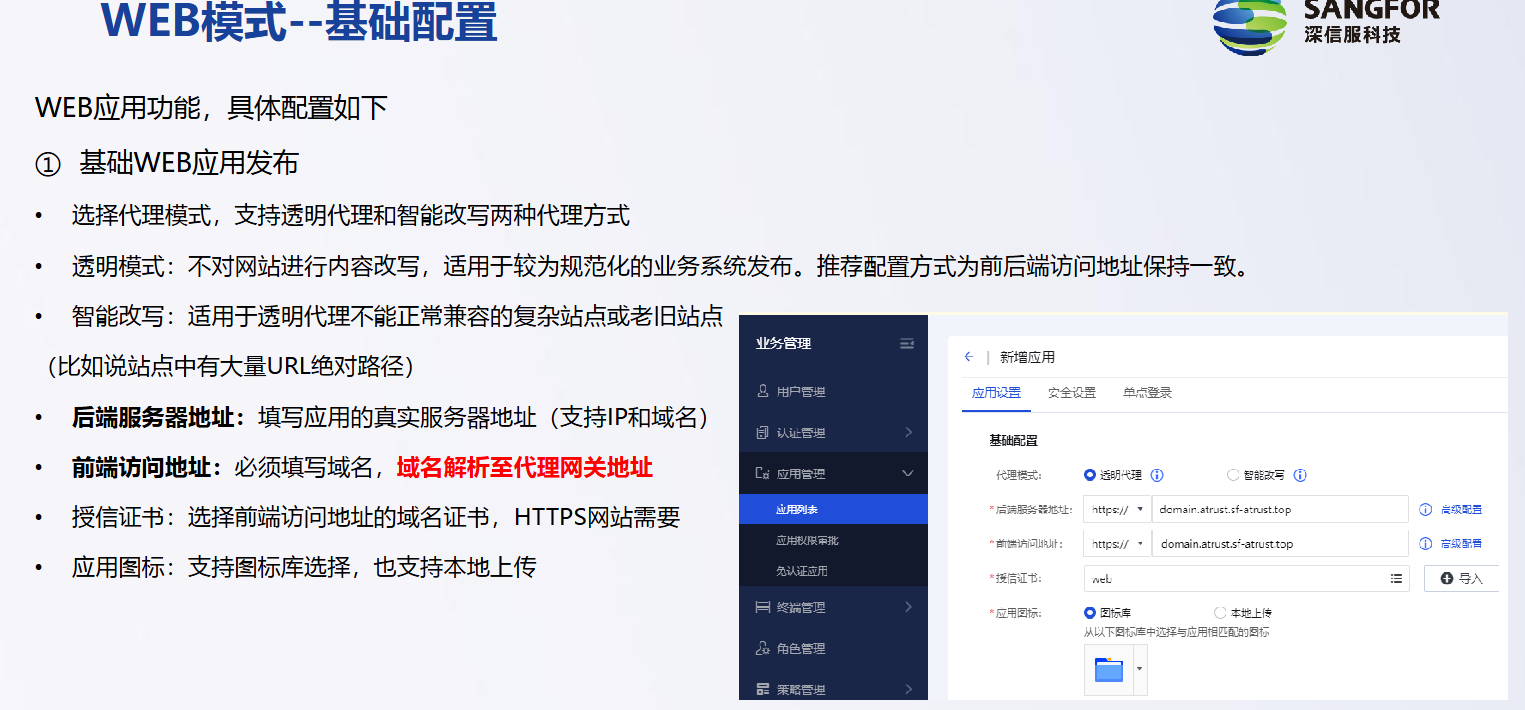 WEB模式--基础配置
SANGFOR
深信服科技
WEB应用功能，具体配置如下
① 基础WEB应用发布
• 选择代理模式，支持透明代理和智能改写两种代理方式
• 透明模式：不对网站进行内容改写，适用于较为规范化的业务系统发布。推荐配置方式为前后端访问地址保持一致。
• 智能改写：适用于透明代理不能正常兼容的复杂站点或老旧站点
（比如说站点中有大量URL绝对路径）
• 后端服务器地址：填写应用的真实服务器地址（支持IP和域名）
• 前端访问地址：必须填写域名，域名解析至代理网关地址
• 授信证书：选择前端访问地址的域名证书，HTTPS网站需要
• 应用图标：支持图标库选择，也支持本地上传
业务管理
用户管理
认证管理
应用管理
应用列表
应用权限审批
免认证应用
终端管理
角色管理
策略管理
新增应用
应用设置 安全设置 单点登录
基础配置
代理模式: 透明代理 智能改写
*后端服务器地址: https:// domain.atrust.sf-atrust.top 高级配置
*前端访问地址: https:// domain.atrust.sf-atrust.top 高级配置
*授信证书: web 导入
*应用图标: 图标库 本地上传
从以下图标库中选择与应用相匹配的图标